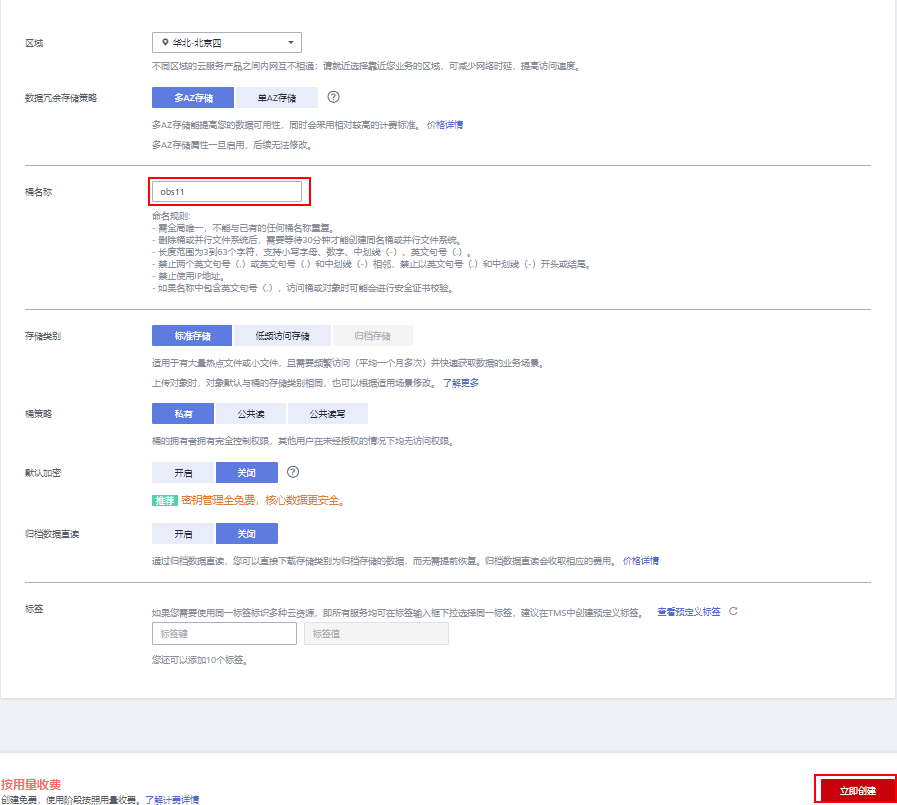 区域
华北-北京四
不同区域的云服务产品之间内网互不相通；请就近选择靠近您业务的区域，可减少网络时延，提高访问速度。
数据冗余存储策略
多AZ存储 单AZ存储
多AZ存储能提高您的数据可用性，同时会采用相对较高的计费标准。 价格详情
多AZ存储属性一旦启用，后续无法修改。
桶名称
obs11
命名规则:
- 需全局唯一，不能与已有的任何桶名称重复。
- 删除桶或并行文件系统后，需要等待30分钟才能创建同名桶或并行文件系统。
- 长度范围为3到63个字符，支持小写字母、数字、中划线（-）、英文句号（.）。
- 禁止两个英文句号（.）或英文句号（.）和中划线（-）相邻，禁止以英文句号（.）和中划线（-）开头或结尾。
- 禁止使用IP地址。
- 如果名称中包含英文句号（.），访问桶或对象时可能会进行安全证书校验。
存储类别
标准存储 低频访问存储 归档存储
适用于有大量热点文件或小文件，且需要频繁访问（平均一个月多次）并快速获取数据的业务场景。
上传对象时，对象默认与桶的存储类别相同，也可以根据适用场景修改。 了解更多
桶策略
私有 公共读 公共读写
桶的拥有者拥有完全控制权限，其他用户在未经授权的情况下均无访问权限。
默认加密
开启 关闭
推荐 密钥管理全免费，核心数据更安全。
归档数据直读
开启 关闭
通过归档数据直读，您可以直接下载存储类别为归档存储的数据，而无需提前恢复。归档数据直读会收取相应的费用。 价格详情
标签
如果您需要使用同一标签标识多种云资源，即所有服务均可在标签输入框下拉选择同一标签，建议在TMS中创建预定义标签。 查看预定义标签
标签键 标签值
您还可以添加10个标签。
按用量收费
创建免费，使用阶段按照用量收费。了解计费详情
立即创建